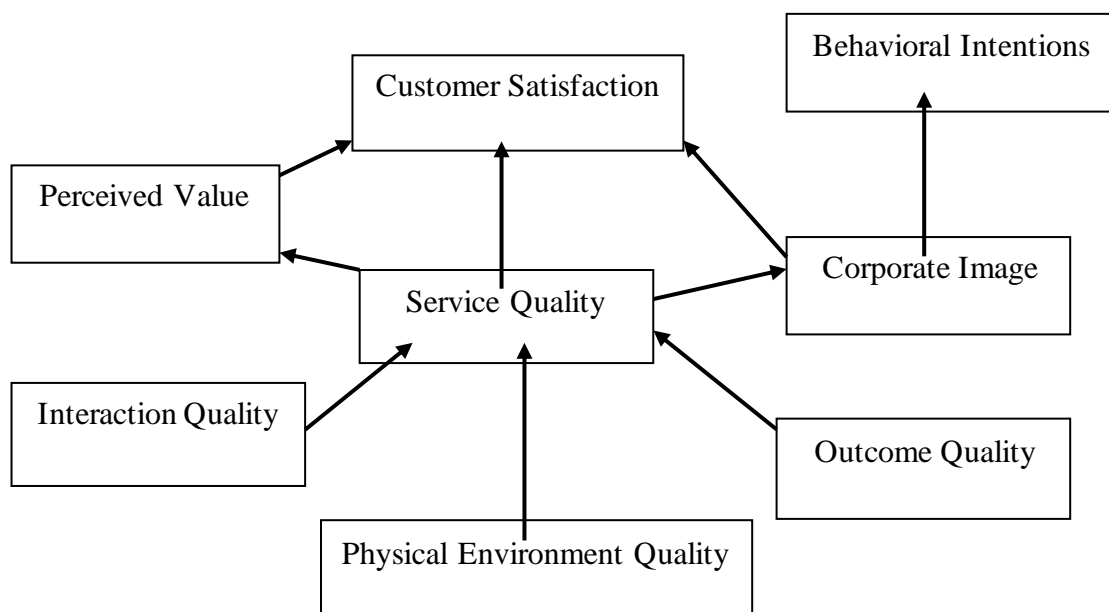 Behavioral Intentions
Customer Satisfaction
Perceived Value
Corporate Image
Service Quality
Interaction Quality
Outcome Quality
Physical Environment Quality